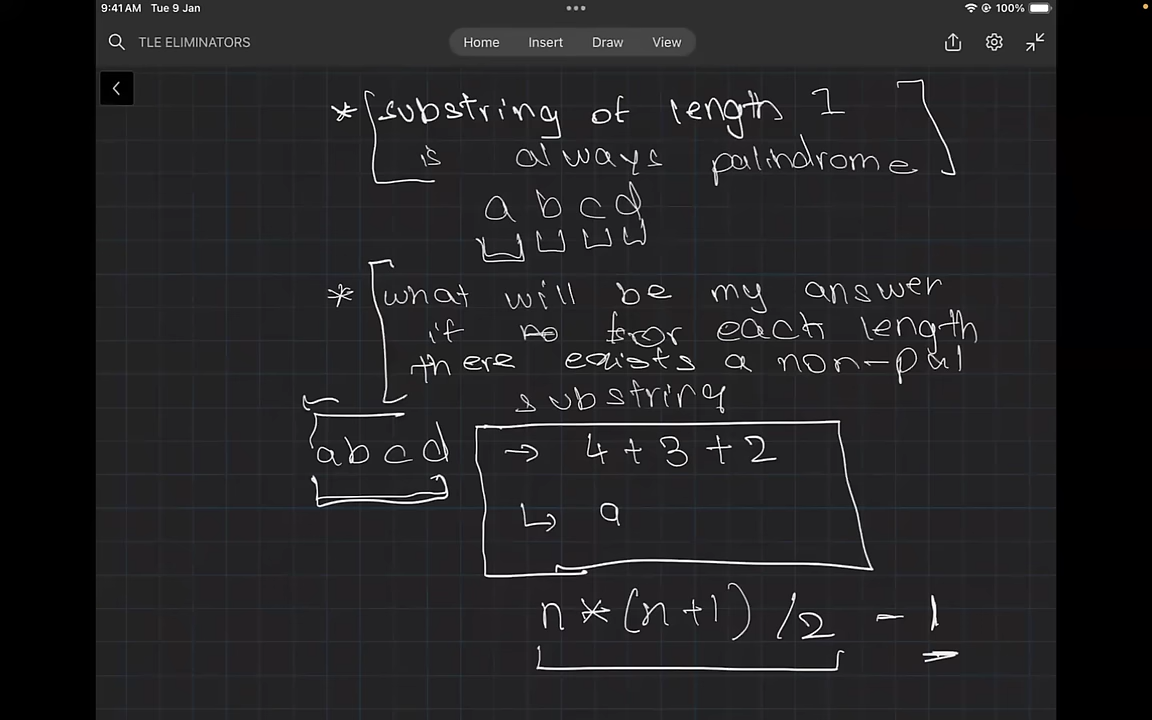 9:41 AM Tue 9 Jan
100%
TLE ELIMINATORS
Home Insert Draw View
* substring of length 1
is always palindrome
a b c d
* what will be my answer
if no for each length
there exists a non-pal
substring
abcd
→ 4 + 3 + 2
↳ 9
n * (n+1) /2 - 1